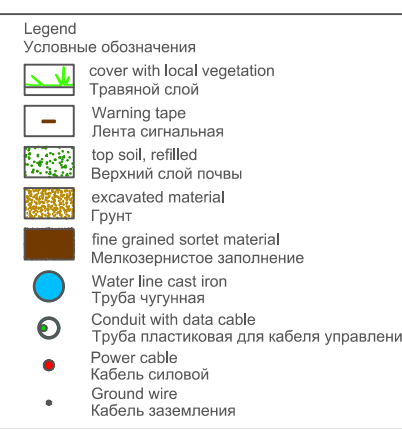 Legend
Условные обозначения
cover with local vegetation
Травяной слой
Warning tape
Лента сигнальная
top soil, refilled
Верхний слой почвы
excavated material
Грунт
fine grained sortet material
Мелкозернистое заполнение
Water line cast iron
Труба чугунная
Conduit with data cable
Труба пластиковая для кабеля управлени
Power cable
Кабель силовой
Ground wire
Кабель заземления